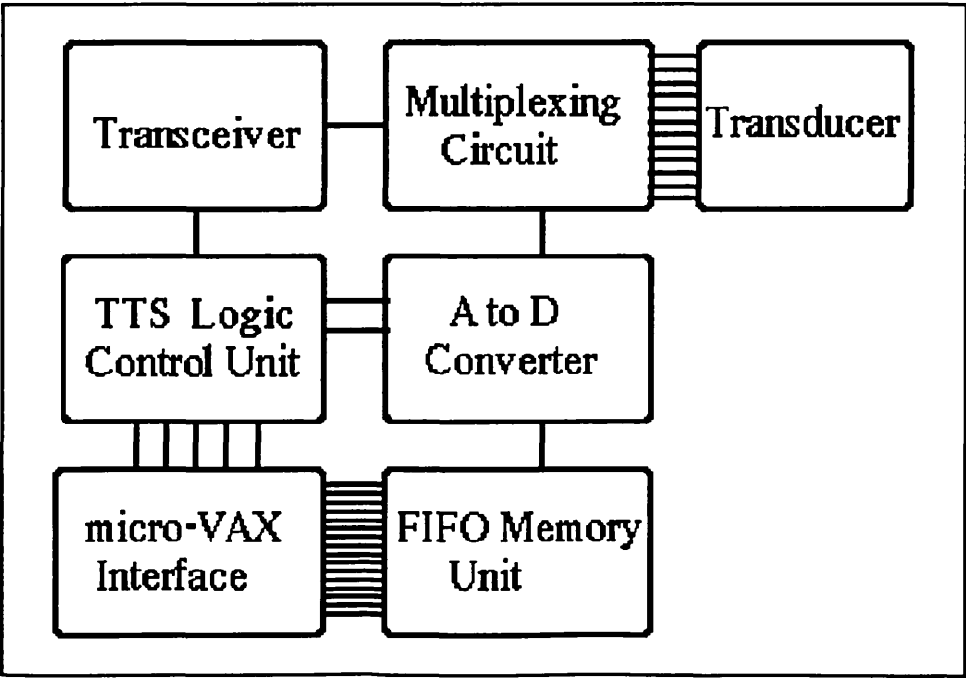 Transceiver
Multiplexing
Circuit
Transducer
TTS Logic
Control Unit
A to D
Converter
micro-VAX
Interface
FIFO Memory
Unit